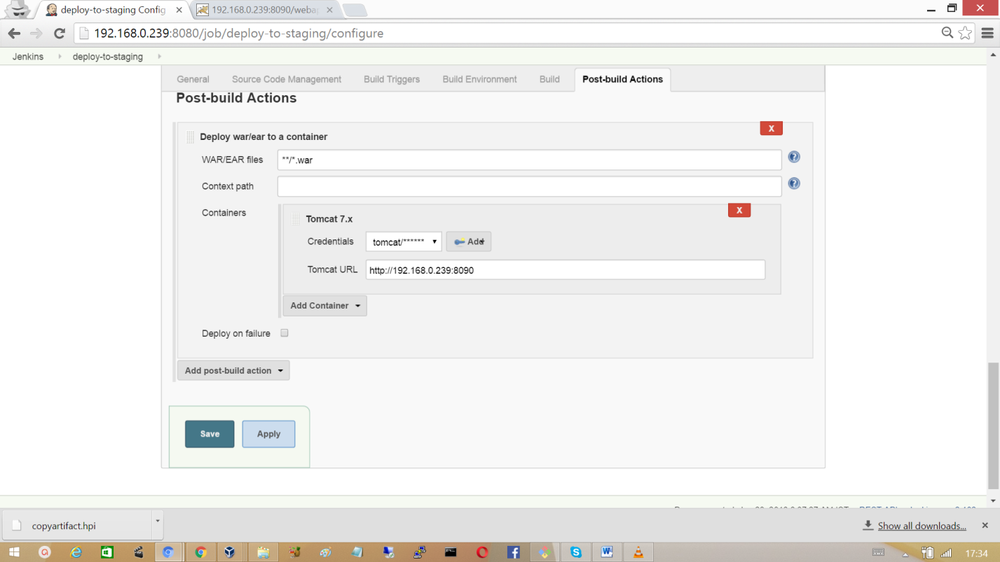 deploy-to-staging Config
192.168.0.239:8090/webap
192.168.0.239:8080/job/deploy-to-staging/configure
Jenkins deploy-to-staging
General Source Code Management Build Triggers Build Environment Build Post-build Actions
Post-build Actions
X
Deploy war/ear to a container
WAR/EAR files **/*.war
Context path
Containers
X
Tomcat 7.x
Credentials tomcat/****** Add
Tomcat URL http://192.168.0.239:8090
Add Container
Deploy on failure
Add post-build action
Save Apply
copyartifact.hpi Show all downloads...
17:34